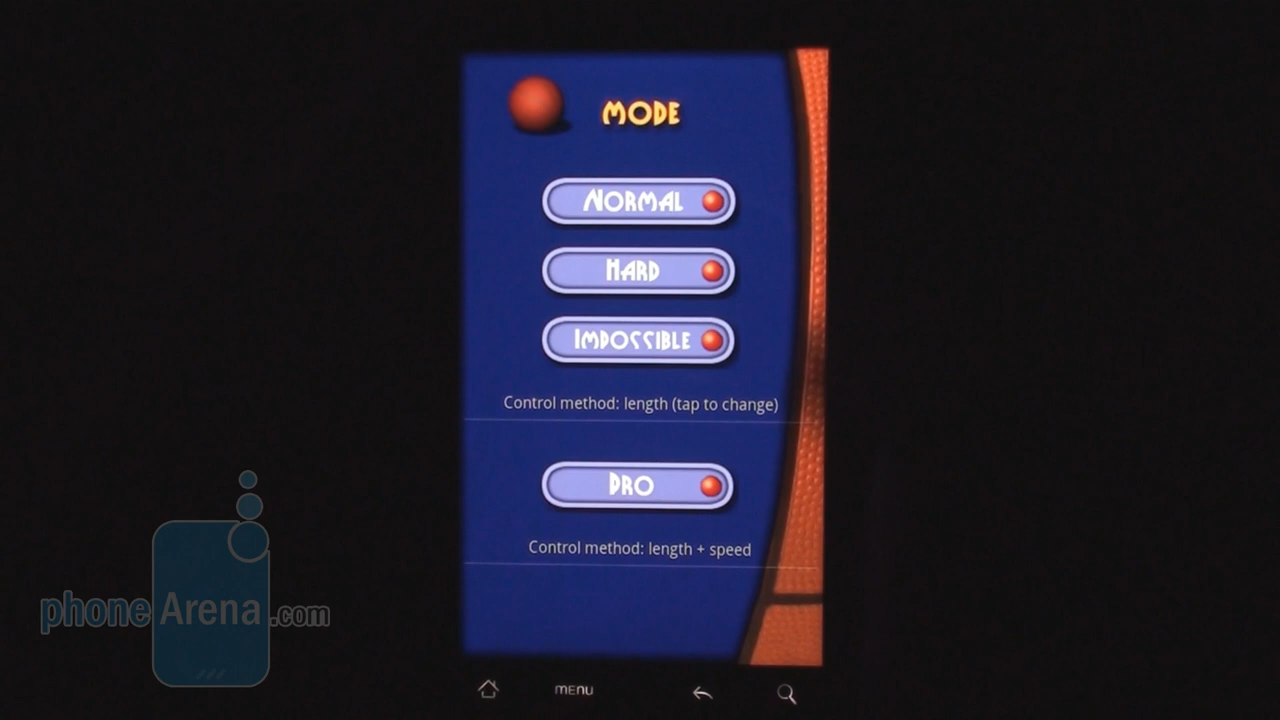 MODE
NORMAL
HARD
IMPOSSIBLE
Control method: length (tap to change)
PRO
Control method: length + speed
phoneArena.com
MENU